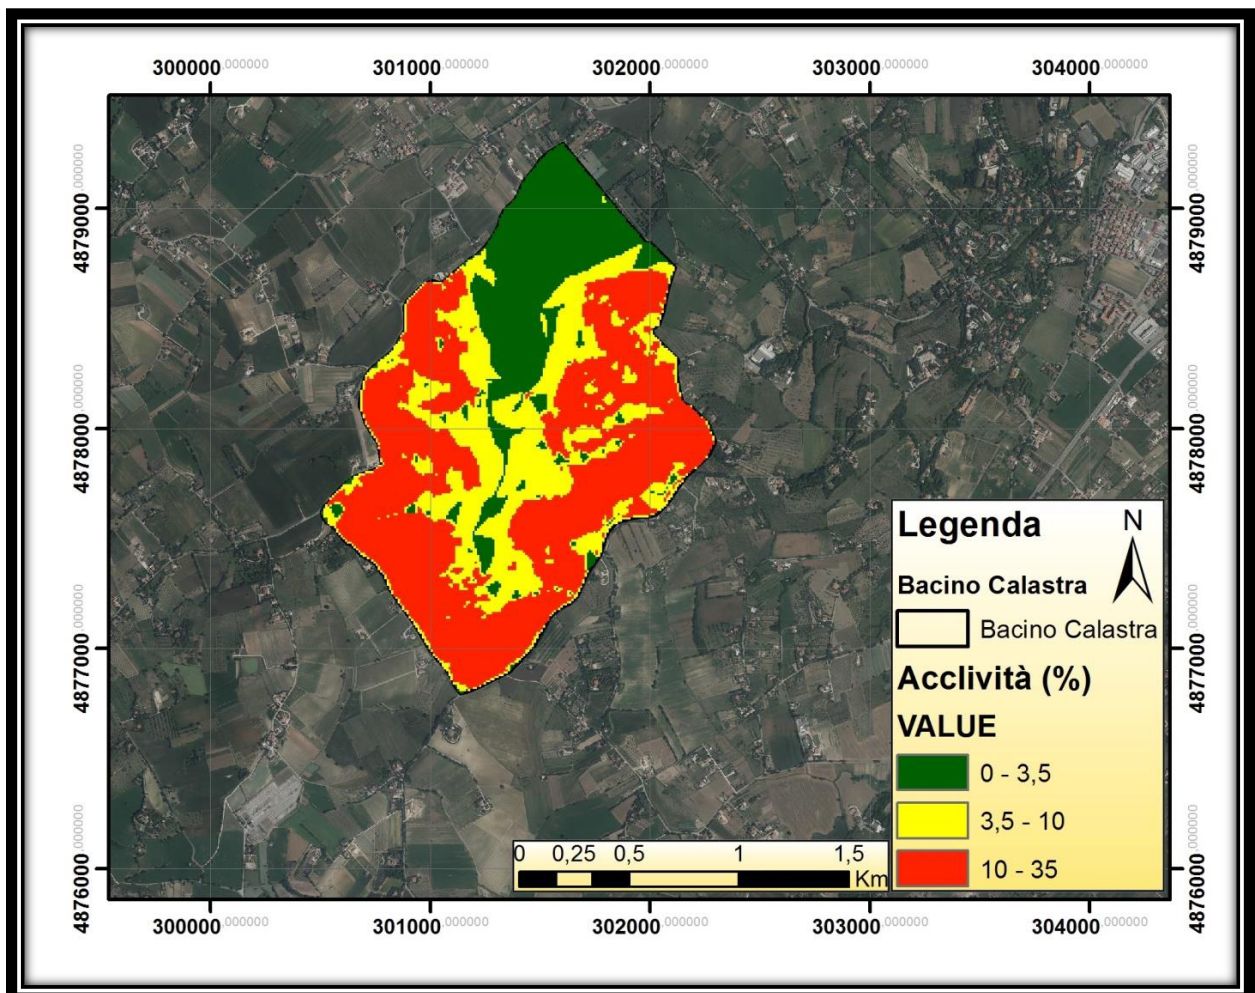 300000,000000 301000,000000 302000,000000 303000,000000 304000,000000
4879000,000000
4878000,000000
4877000,000000
4876000,000000
4879000,000000
4878000,000000
4877000,000000
4876000,000000
Legenda
N
Bacino Calastra
Bacino Calastra
Acclività (%)
VALUE
0 - 3,5
3,5 - 10
10 - 35
0 0,25 0,5 1 1,5
Km
300000,000000 301000,000000 302000,000000 303000,000000 304000,000000